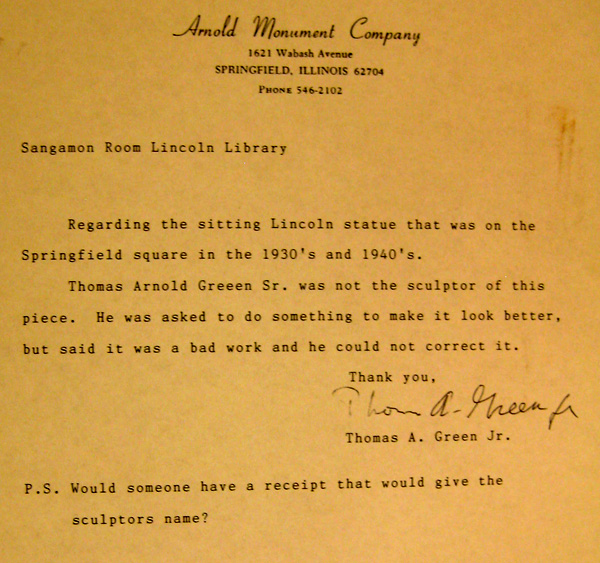 Arnold Monument Company
1621 Wabash Avenue
SPRINGFIELD, ILLINOIS 62704
PHONE 546-2102
Sangamon Room Lincoln Library
Regarding the sitting Lincoln statue that was on the
Springfield square in the 1930's and 1940's.
Thomas Arnold Greeen Sr. was not the sculptor of this
piece. He was asked to do something to make it look better,
but said it was a bad work and he could not correct it.
Thank you,
Thom A. Green Jr
Thomas A. Green Jr.
P.S. Would someone have a receipt that would give the
sculptors name?